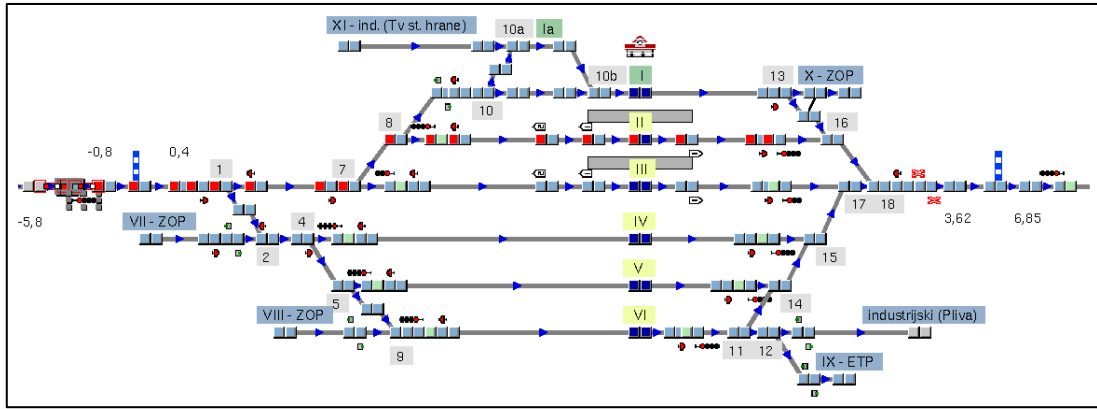 XI - ind. (Tv st. hrane)
10a
Ia
10b
I
13
X - ZOP
10
8
II
16
-0,8
0,4
1
7
III
17
18
3,62
6,85
-5,8
VII - ZOP
4
IV
2
15
V
5
14
VIII - ZOP
VI
industrijski (Pliva)
9
11
12
IX - ETP